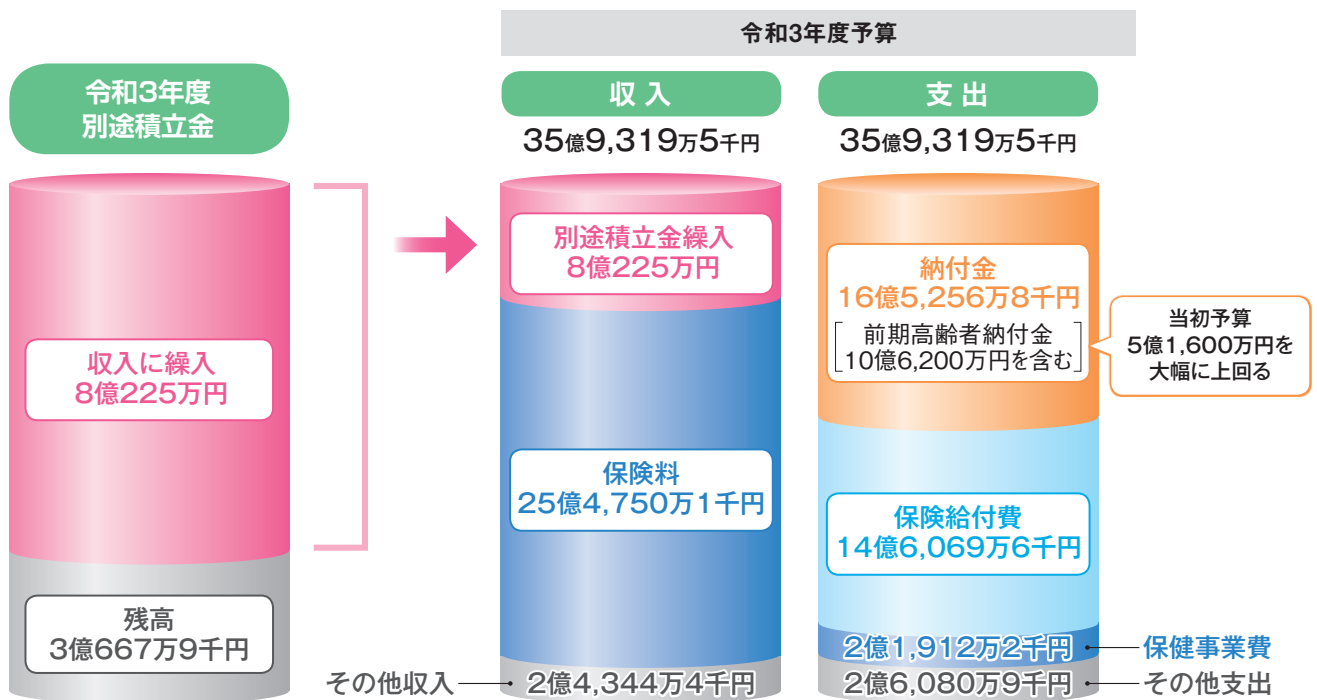 令和3年度予算
令和3年度
別途積立金
収入に繰入
8億225万円
残高
3億667万9千円
収入
35億9,319万5千円
別途積立金繰入
8億225万円
保険料
25億4,750万1千円
その他収入
2億4,344万4千円
支出
35億9,319万5千円
納付金
16億5,256万8千円
前期高齢者納付金
10億6,200万円を含む
当初予算
5億1,600万円を
大幅に上回る
保険給付費
14億6,069万6千円
2億1,912万2千円 保健事業費
2億6,080万9千円 その他支出